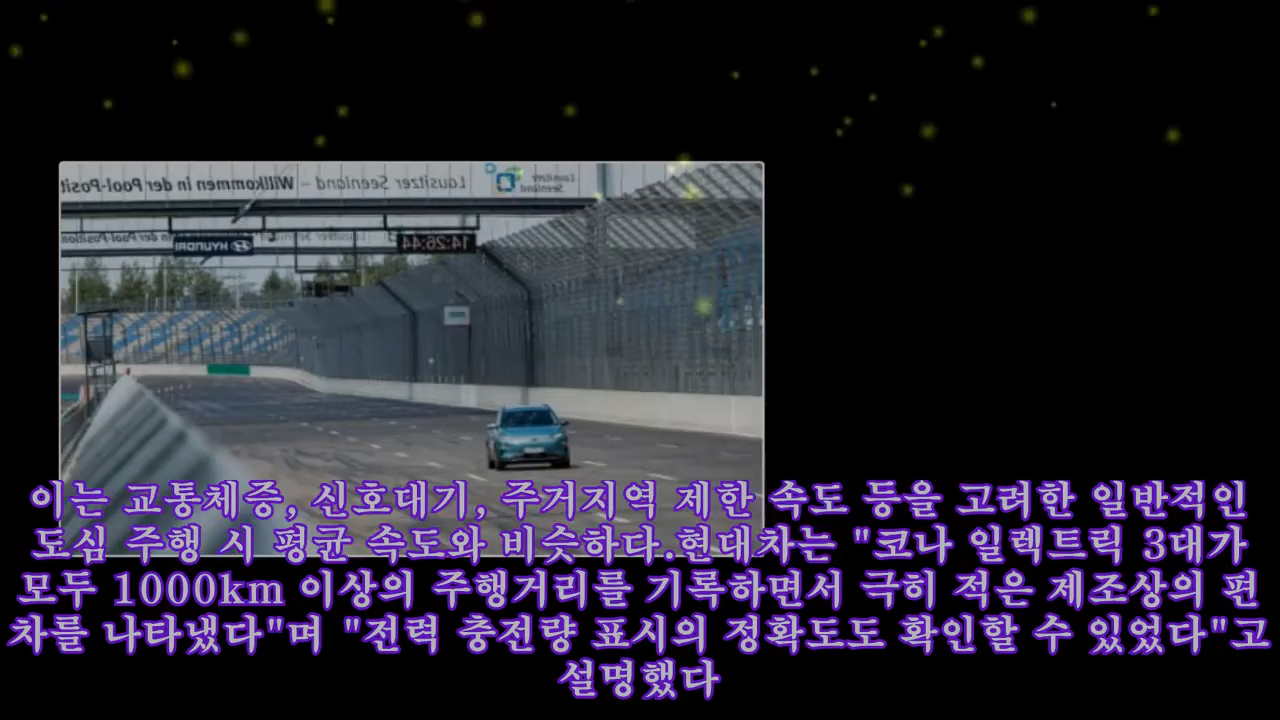 Willkommen in der Pool-Posit
Lausitzer Seenland –
Lausitzer
Seenland
HYUNDAI
14:26:44
이는 교통체증, 신호대기, 주거지역 제한 속도 등을 고려한 일반적인
도심 주행 시 평균 속도와 비슷하다.현대차는 "코나 일렉트릭 3대가
모두 1000km 이상의 주행거리를 기록하면서 극히 적은 제조상의 편
차를 나타냈다"며 "전력 충전량 표시의 정확도도 확인할 수 있었다"고
설명했다